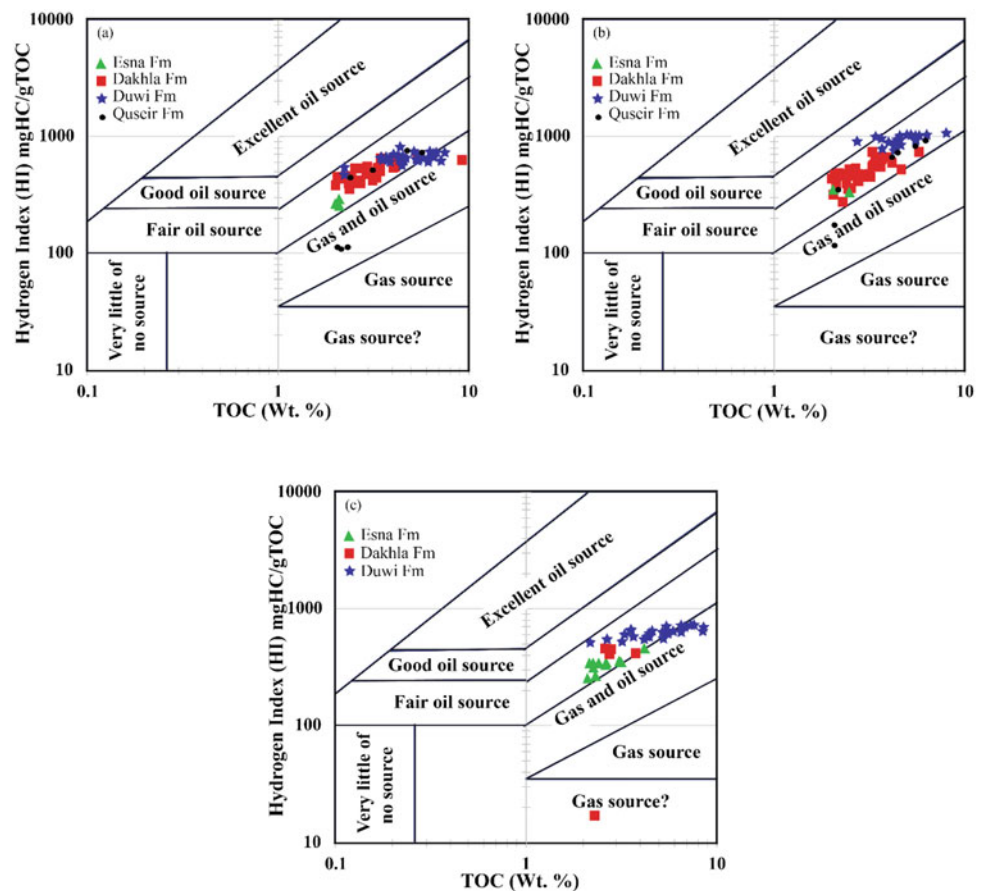 (a)
Esna Fm
Dakhla Fm
Duwi Fm
Quseir Fm
Excellent oil source
Good oil source
Fair oil source
Gas and oil source
Gas source
Gas source?
Very little of
no source
Hydrogen Index (HI) mgHC/gTOC
10000
1000
100
10
0.1
1
10
TOC (Wt. %)
(b)
Esna Fm
Dakhla Fm
Duwi Fm
Quseir Fm
Excellent oil source
Good oil source
Fair oil source
Gas and oil source
Gas source
Gas source?
Very little of
no source
Hydrogen Index (HI) mgHC/gTOC
10000
1000
100
10
0.1
1
10
TOC (Wt. %)
(c)
Esna Fm
Dakhla Fm
Duwi Fm
Excellent oil source
Good oil source
Fair oil source
Gas and oil source
Gas source
Gas source?
Very little of
no source
Hydrogen Index (HI) mgHC/gTOC
10000
1000
100
10
0.1
1
10
TOC (Wt. %)